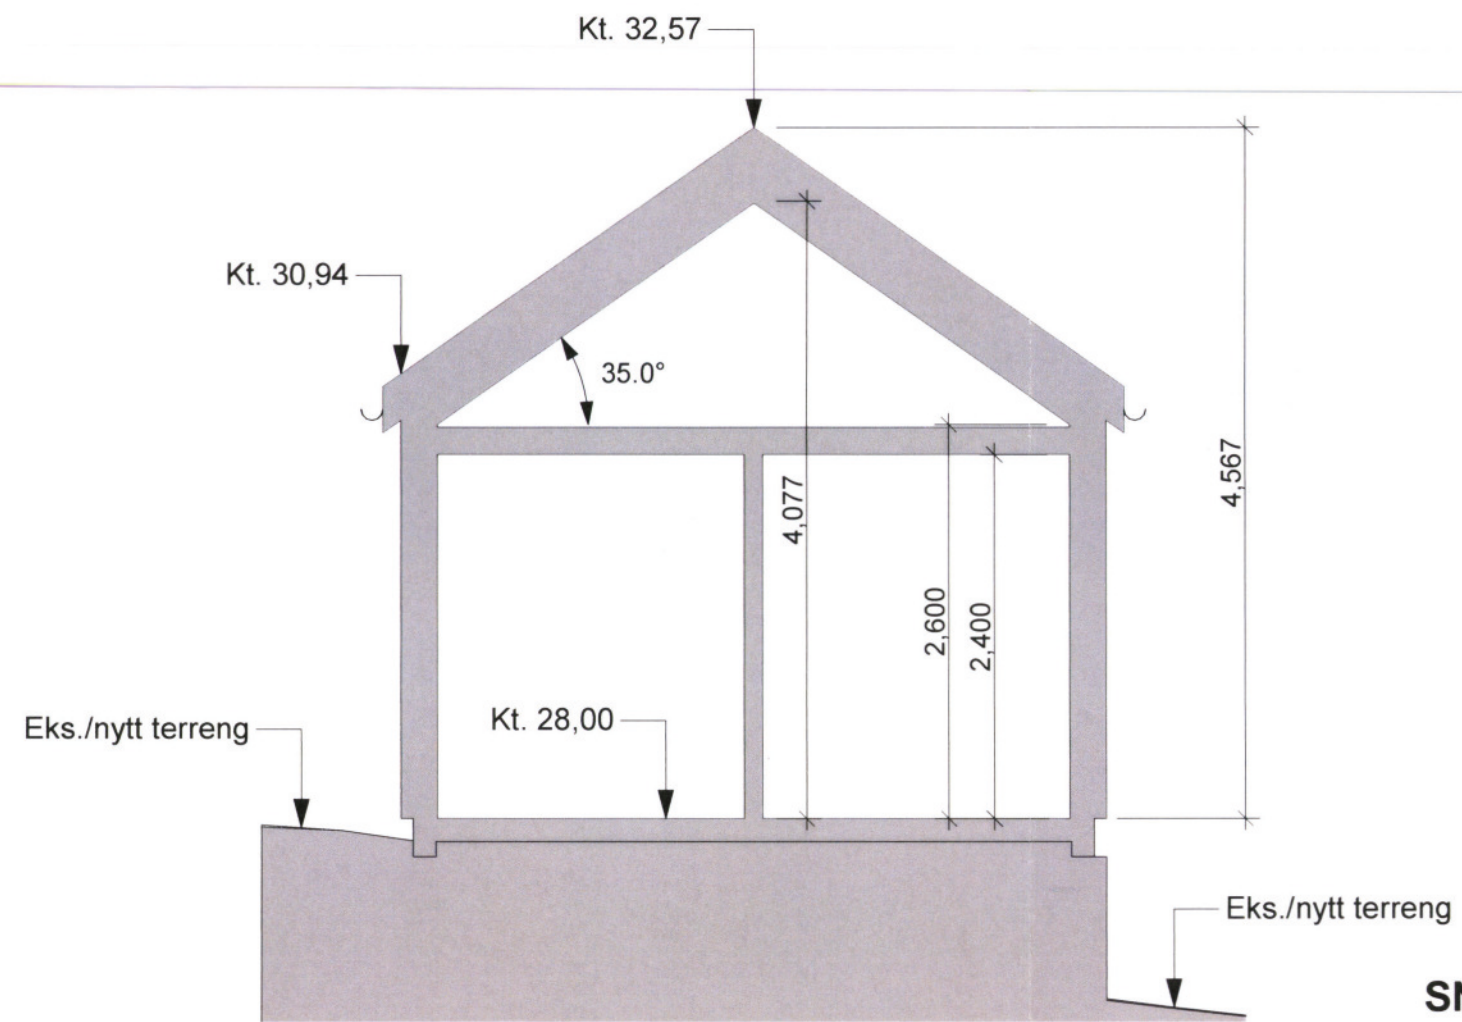 Kt. 32,57
Kt. 30,94
35.0°
4,567
4,077
2,600
2,400
Kt. 28,00
Eks./nytt terreng
Eks./nytt terreng